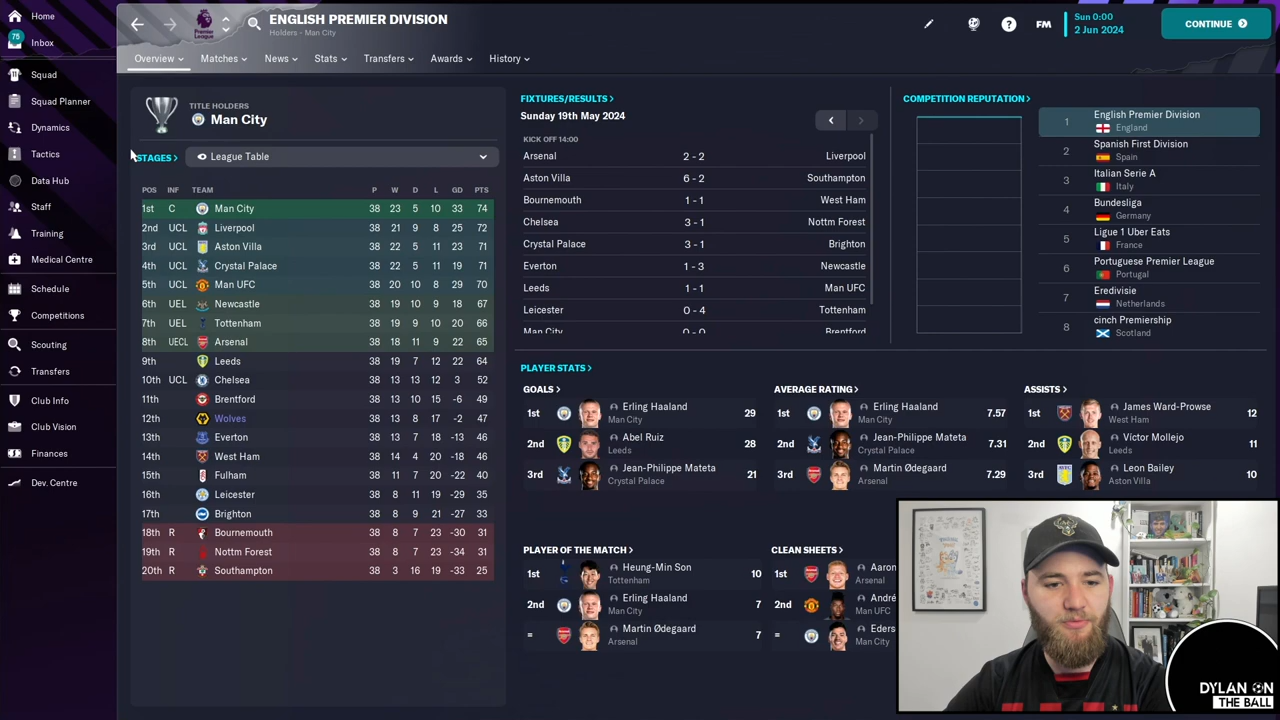 Home
75
Inbox
Squad
Squad Planner
Dynamics
Tactics
Data Hub
Staff
Training
Medical Centre
Schedule
Competitions
Scouting
Transfers
Club Info
Club Vision
Finances
Dev. Centre
ENGLISH PREMIER DIVISION
Holders - Man City
FM
Sun 0:00
2 Jun 2024
CONTINUE
Overview Matches News Stats Transfers Awards History
TITLE HOLDERS
Man City
STAGES >
League Table
POS INF TEAM P W D L GD PTS
1st C Man City 38 23 5 10 33 74
2nd UCL Liverpool 38 21 9 8 25 72
3rd UCL Aston Villa 38 22 5 11 23 71
4th UCL Crystal Palace 38 22 5 11 19 71
5th UCL Man UFC 38 20 10 8 29 70
6th UEL Newcastle 38 19 10 9 18 67
7th UEL Tottenham 38 19 9 10 20 66
8th UECL Arsenal 38 18 11 9 22 65
9th Leeds 38 19 7 12 22 64
10th UCL Chelsea 38 13 13 12 3 52
11th Brentford 38 13 10 15 -6 49
12th Wolves 38 13 8 17 -2 47
13th Everton 38 13 7 18 -13 46
14th West Ham 38 14 4 20 -18 46
15th Fulham 38 11 7 20 -22 40
16th Leicester 38 8 11 19 -29 35
17th Brighton 38 8 9 21 -27 33
18th R Bournemouth 38 8 7 23 -30 31
19th R Nottm Forest 38 8 7 23 -34 31
20th R Southampton 38 3 16 19 -33 25
FIXTURES/RESULTS >
Sunday 19th May 2024
KICK OFF 14:00
Arsenal 2 - 2 Liverpool
Aston Villa 6 - 2 Southampton
Bournemouth 1 - 1 West Ham
Chelsea 3 - 1 Nottm Forest
Crystal Palace 3 - 1 Brighton
Everton 1 - 3 Newcastle
Leeds 1 - 1 Man UFC
Leicester 0 - 4 Tottenham
Man City 0 - 0 Brentford
COMPETITION REPUTATION >
1 English Premier Division
England
2 Spanish First Division
Spain
3 Italian Serie A
Italy
4 Bundesliga
Germany
5 Ligue 1 Uber Eats
France
6 Portuguese Premier League
Portugal
7 Eredivisie
Netherlands
8 cinch Premiership
Scotland
PLAYER STATS >
GOALS >
1st Erling Haaland 29
Man City
2nd Abel Ruiz 28
Leeds
3rd Jean-Philippe Mateta 21
Crystal Palace
AVERAGE RATING >
1st Erling Haaland 7.57
Man City
2nd Jean-Philippe Mateta 7.31
Crystal Palace
3rd Martin Ødegaard 7.29
Arsenal
ASSISTS >
1st James Ward-Prowse 12
West Ham
2nd Víctor Mollejo 11
Leeds
3rd Leon Bailey 10
Aston Villa
PLAYER OF THE MATCH >
1st Heung-Min Son 10
Tottenham
2nd Erling Haaland 7
Man City
= Martin Ødegaard 7
Arsenal
CLEAN SHEETS >
1st Aaron
Arsenal
2nd André
Man UFC
= Eders
Man City
DYLAN ON
THE BALL